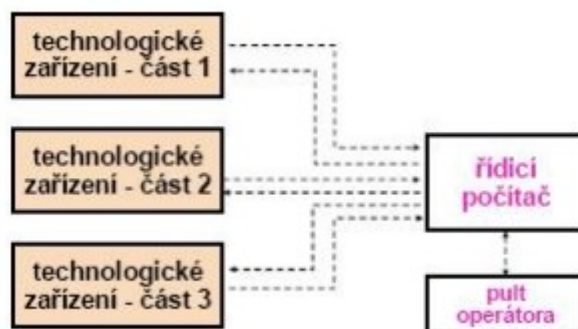 technologické
zařízení - část 1
technologické
zařízení - část 2
řídicí
počítač
technologické
zařízení - část 3
pult
operátora